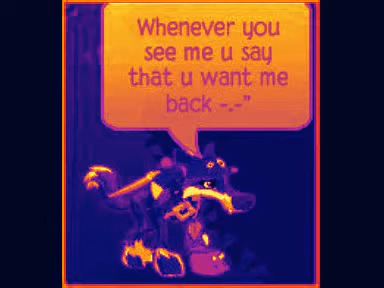 Whenever you
see me u say
that u want me
back -.-”